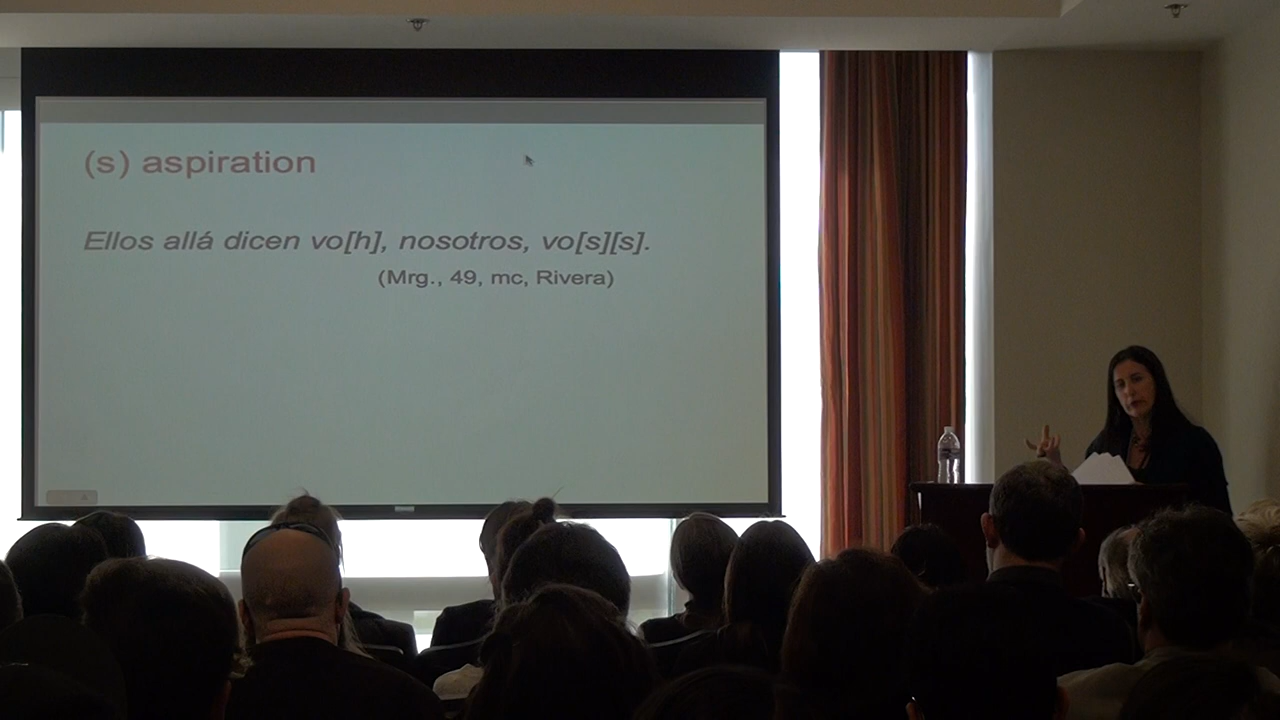 (s) aspiration
Ellos allá dicen vo[h], nosotros, vo[s][s].
(Mrg., 49, mc, Rivera)